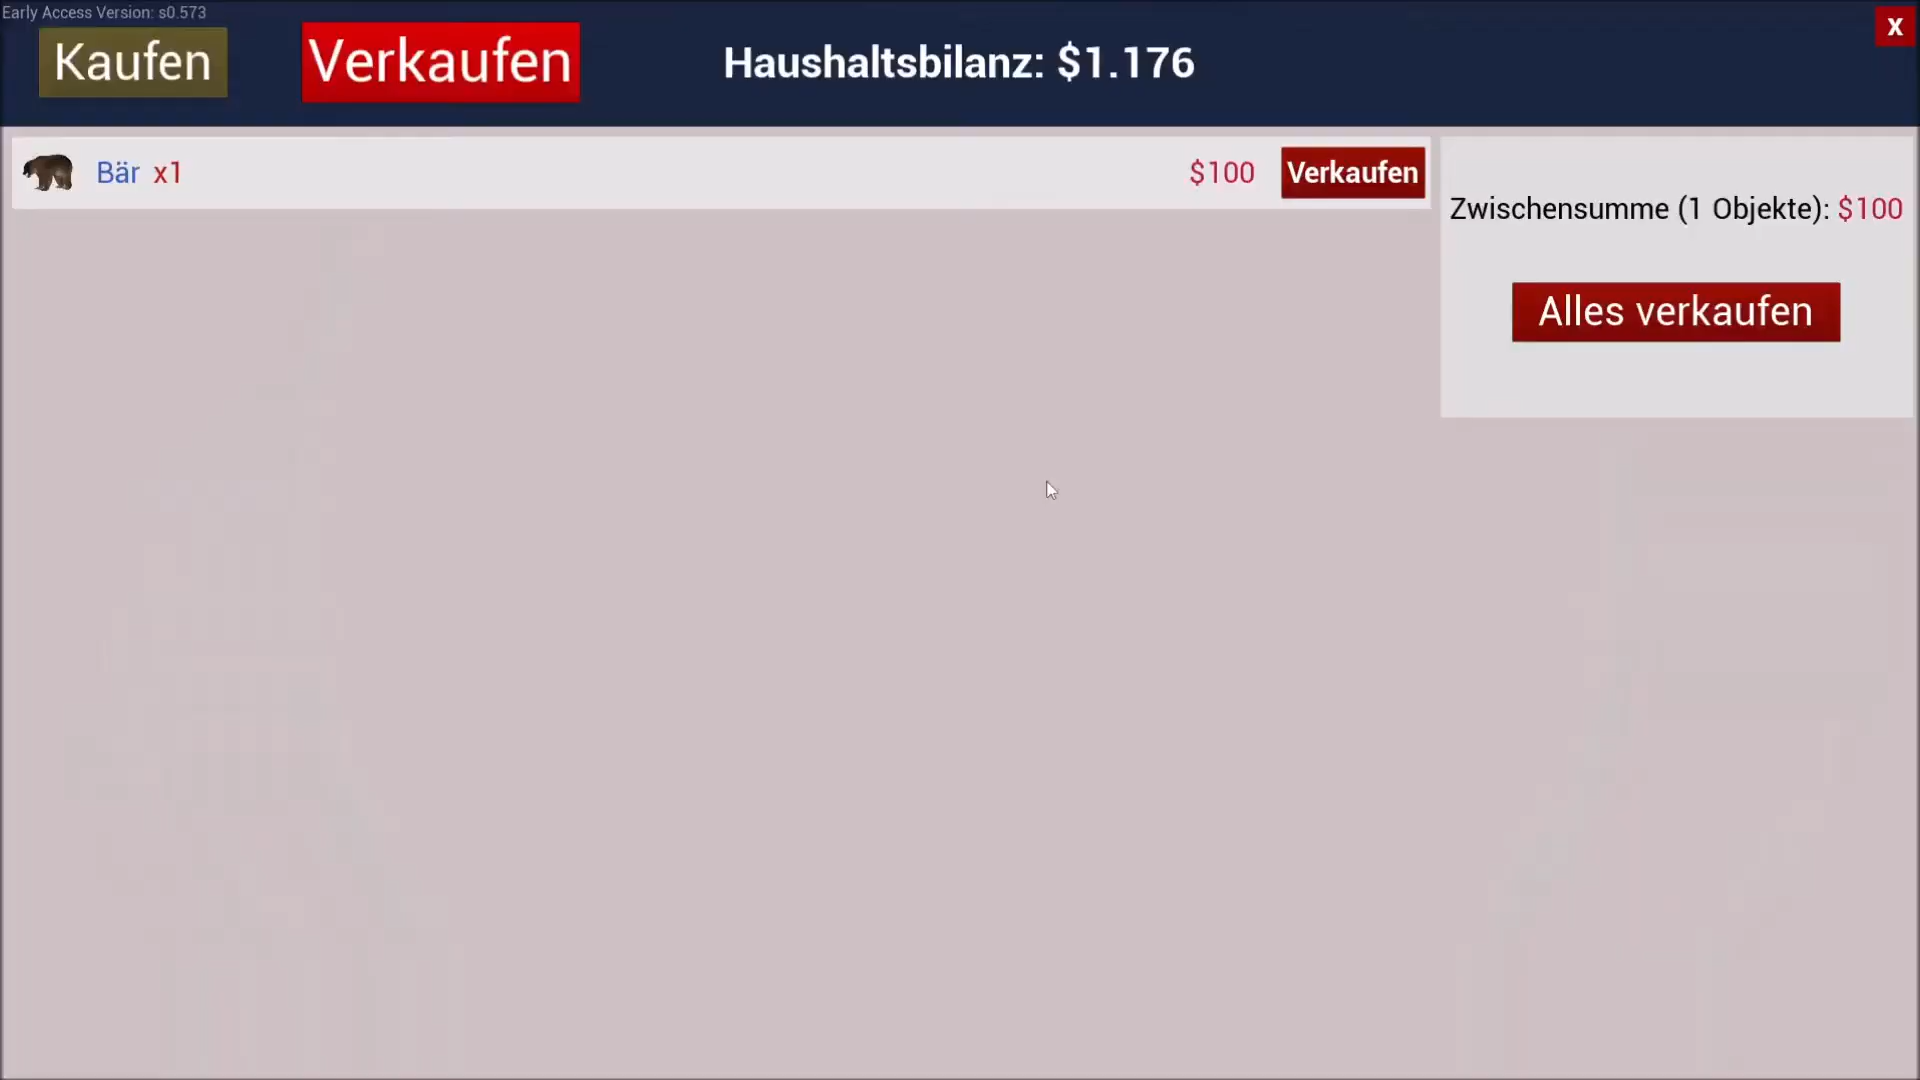 Early Access Version: s0.573
Kaufen
Verkaufen
Haushaltsbilanz: $1.176
X
Bär x1
$100
Verkaufen
Zwischensumme (1 Objekte): $100
Alles verkaufen